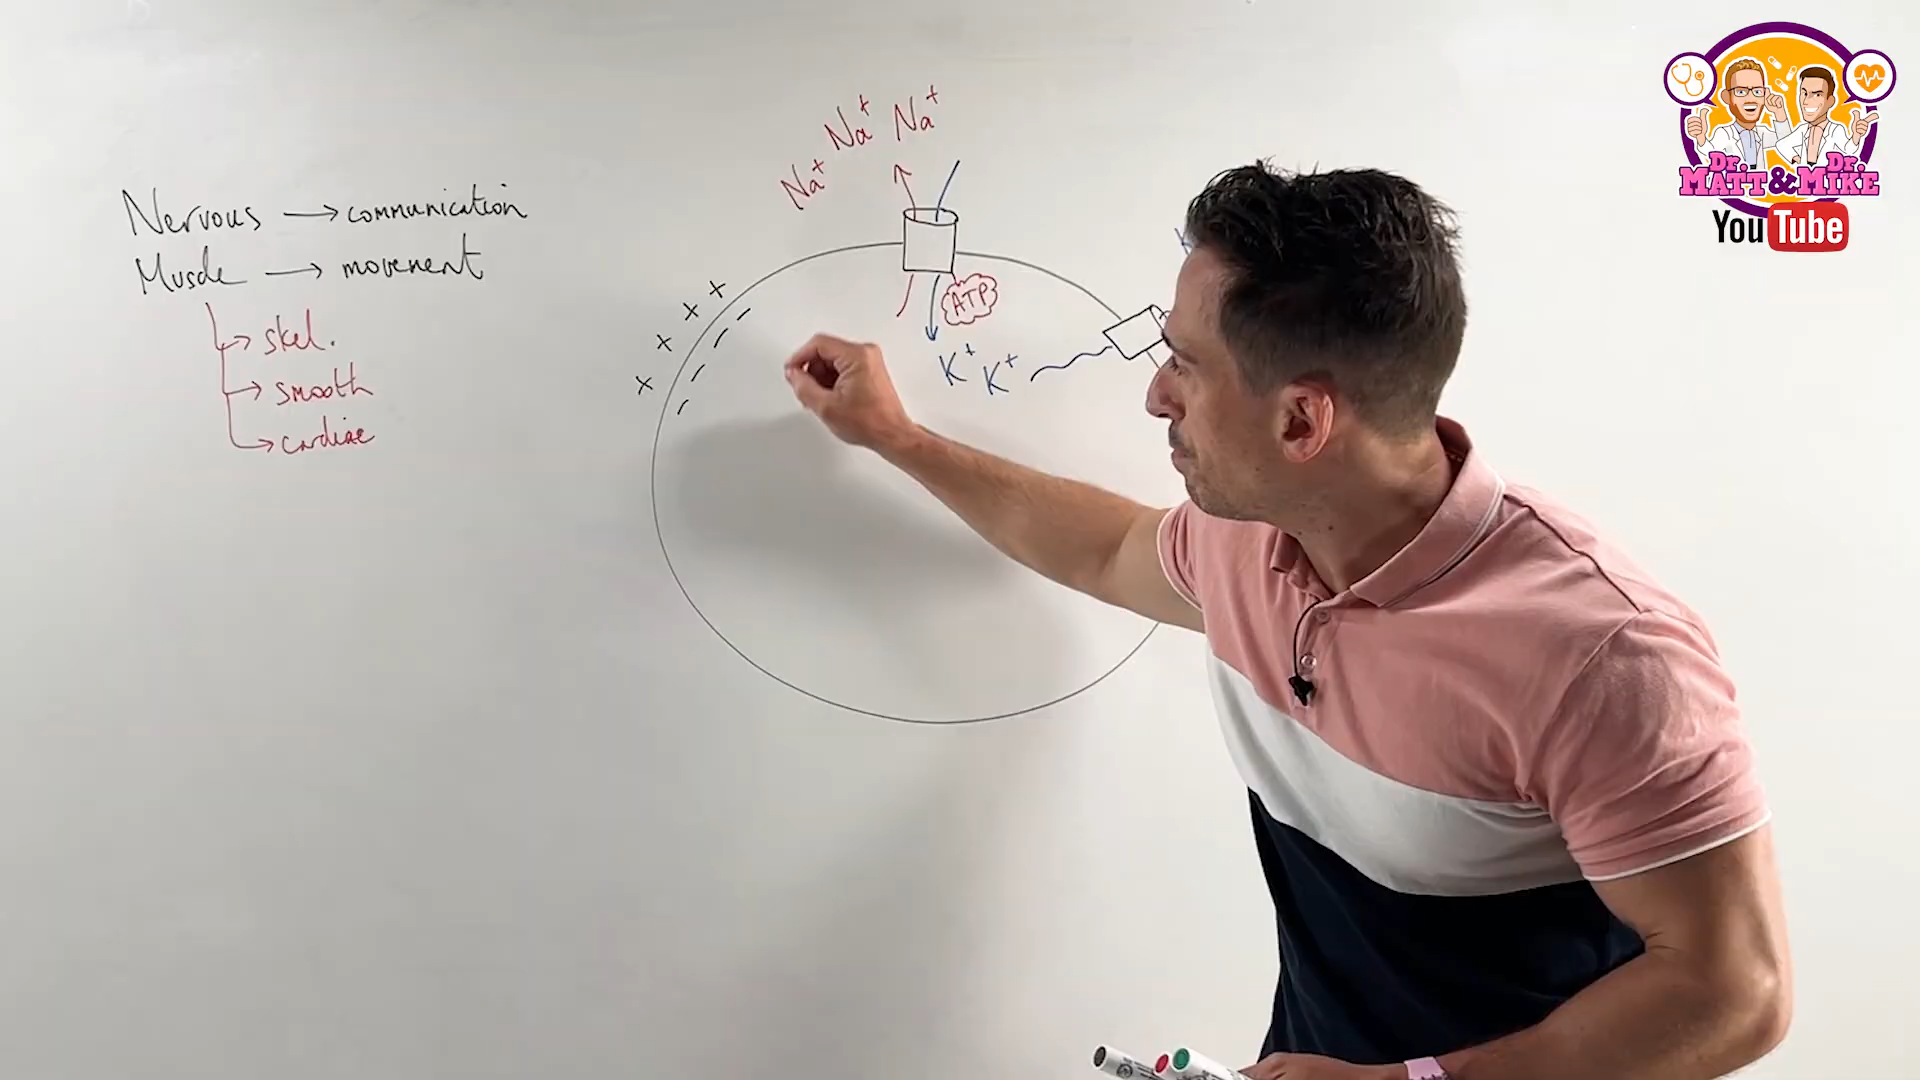 Nervous → communication
Muscle → movement
→ skel.
→ smooth
→ cardiac
Na⁺ Na⁺ Na⁺
ATP
K⁺ K⁺
+ + + +
- - - -
Dr. Dr.
MATT & MIKE
YouTube